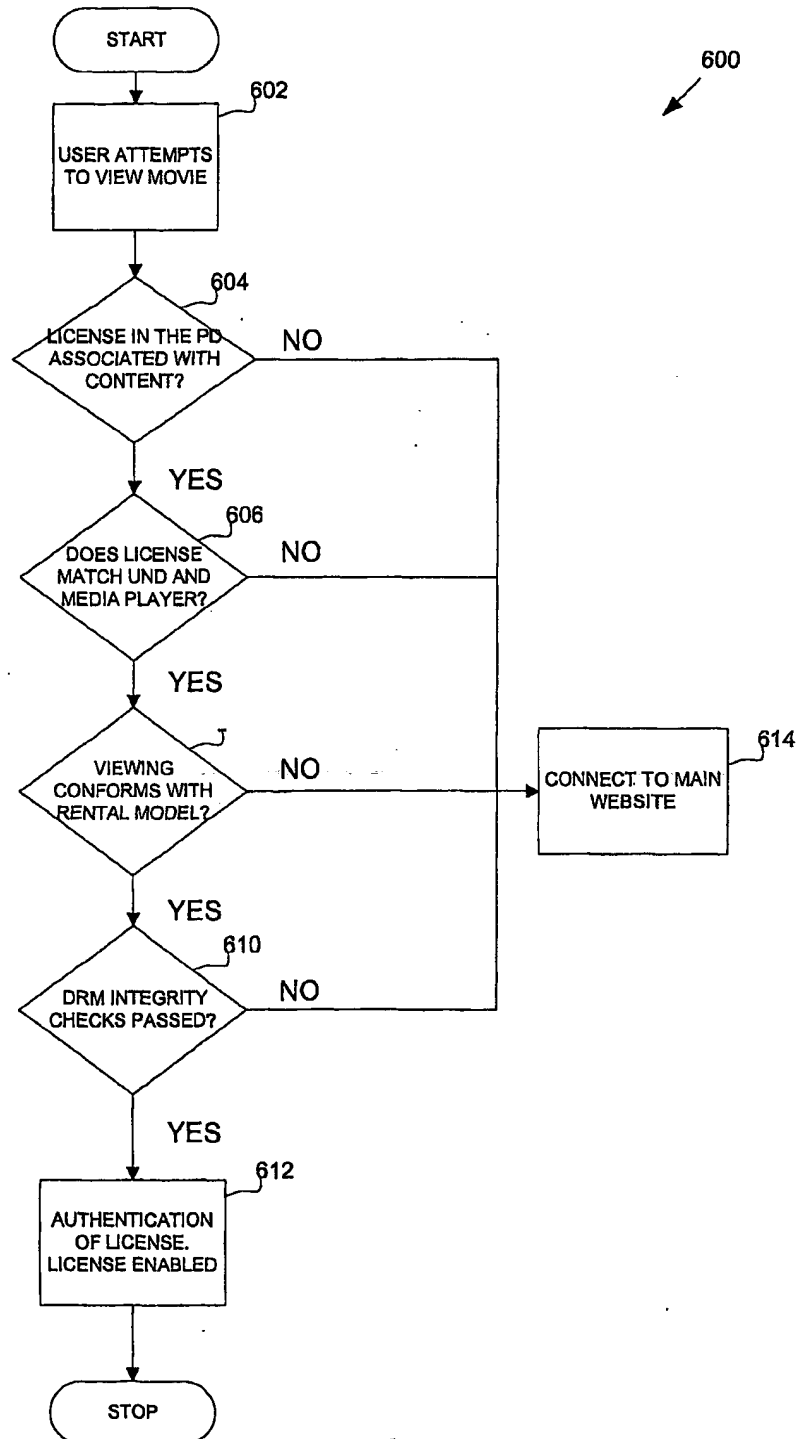 START
600
602
USER ATTEMPTS
TO VIEW MOVIE
604
LICENSE IN THE PD
ASSOCIATED WITH
CONTENT?
NO
YES
606
DOES LICENSE
MATCH UND AND
MEDIA PLAYER?
NO
YES
VIEWING
CONFORMS WITH
RENTAL MODEL?
NO
614
CONNECT TO MAIN
WEBSITE
YES
610
DRM INTEGRITY
CHECKS PASSED?
NO
YES
612
AUTHENTICATION
OF LICENSE.
LICENSE ENABLED
STOP